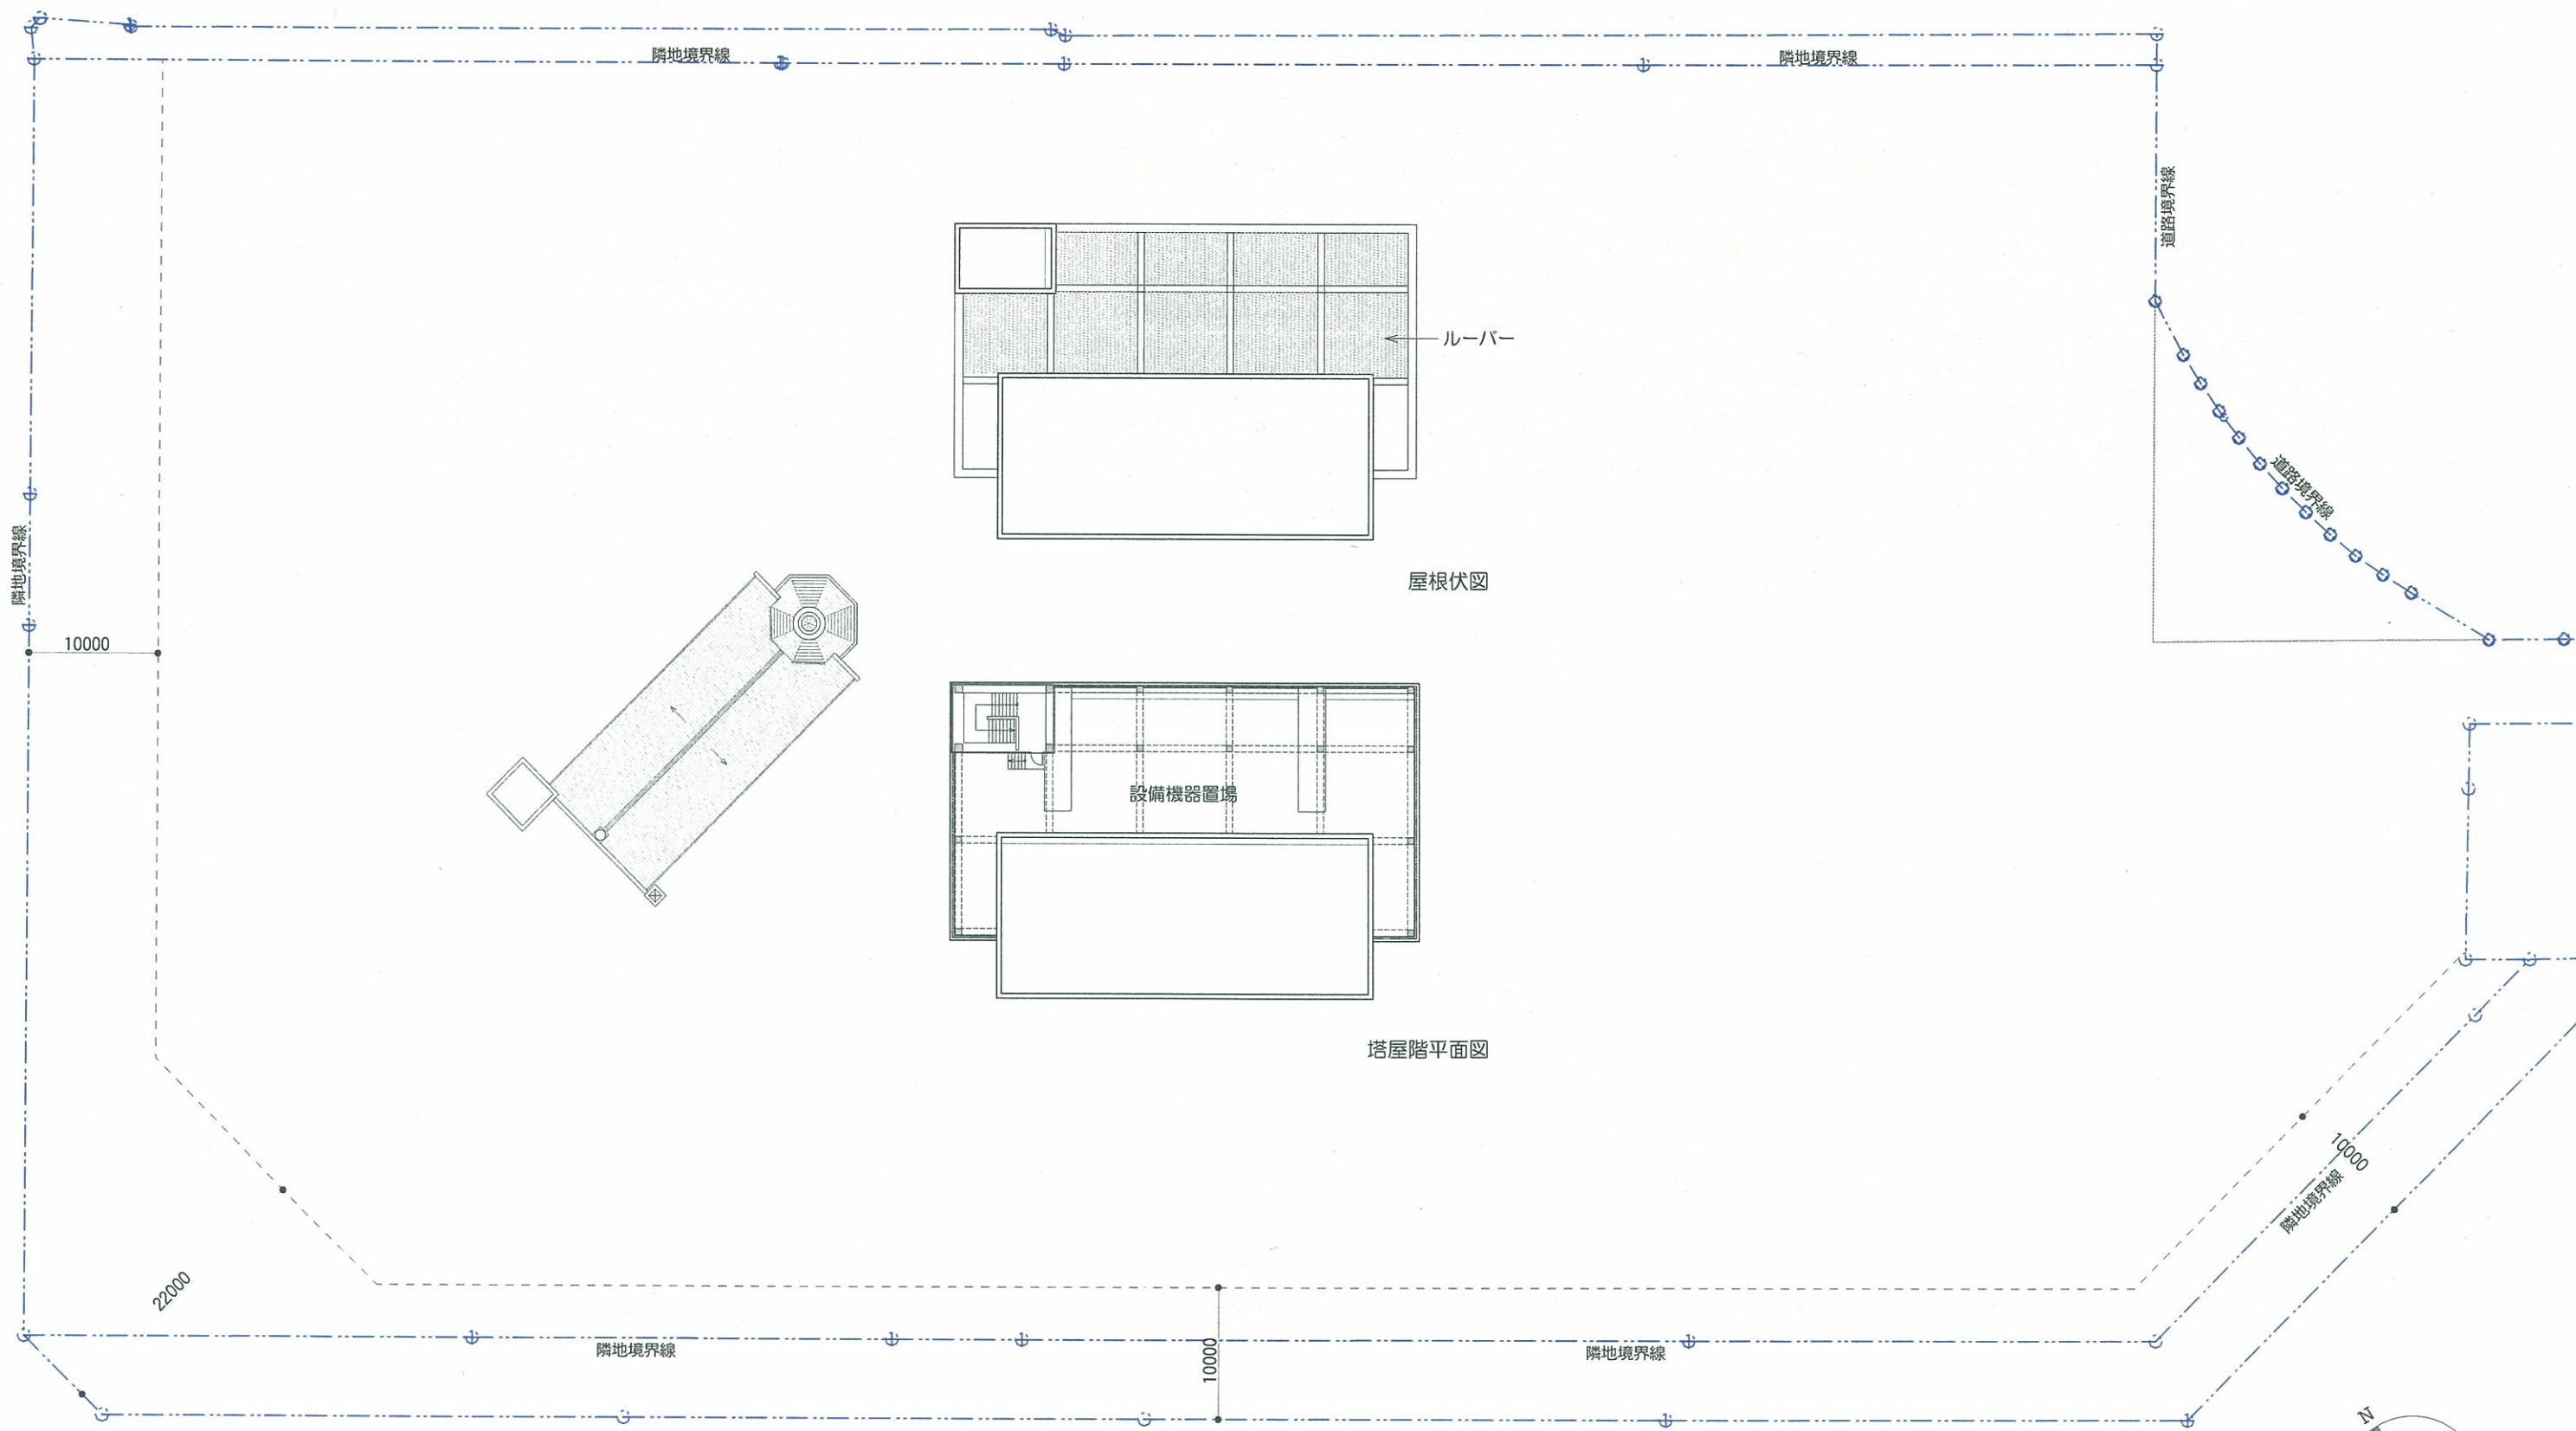 隣地境界線
隣地境界線
道路境界線
ルーバー
道路境界線
隣地境界線
屋根伏図
10000
設備機器置場
塔屋階平面図
10000
隣地境界線
22000
隣地境界線
10000
隣地境界線
N